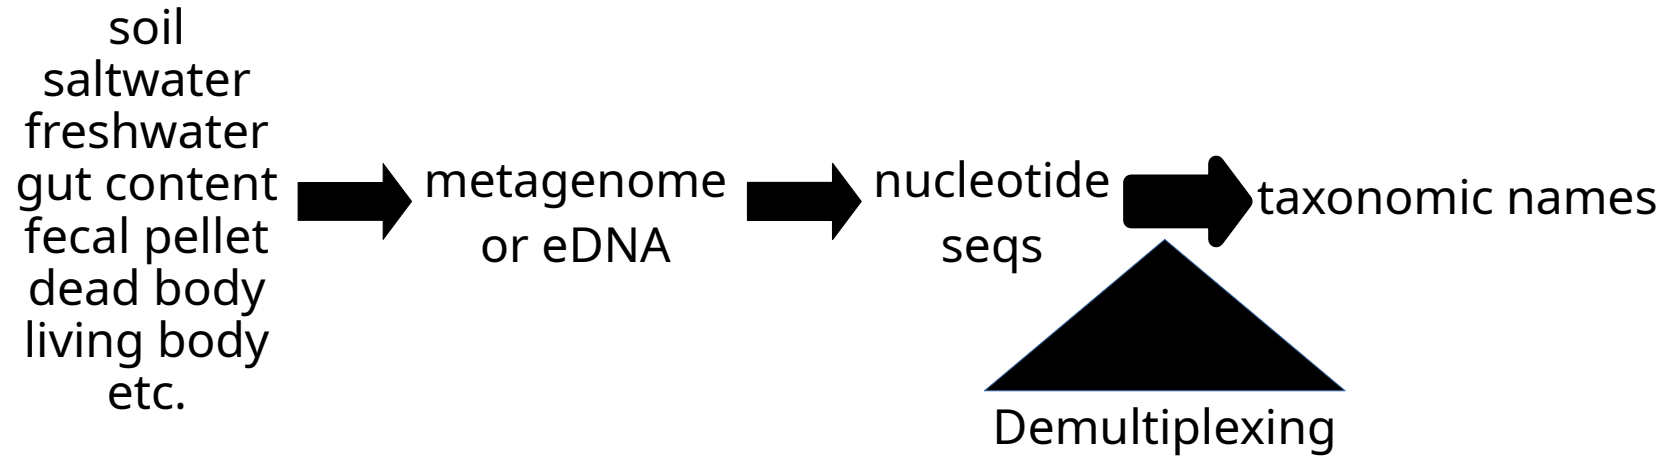 soil
saltwater
freshwater
gut content
fecal pellet
dead body
living body
etc.
metagenome
or eDNA
nucleotide
seqs
taxonomic names
Demultiplexing